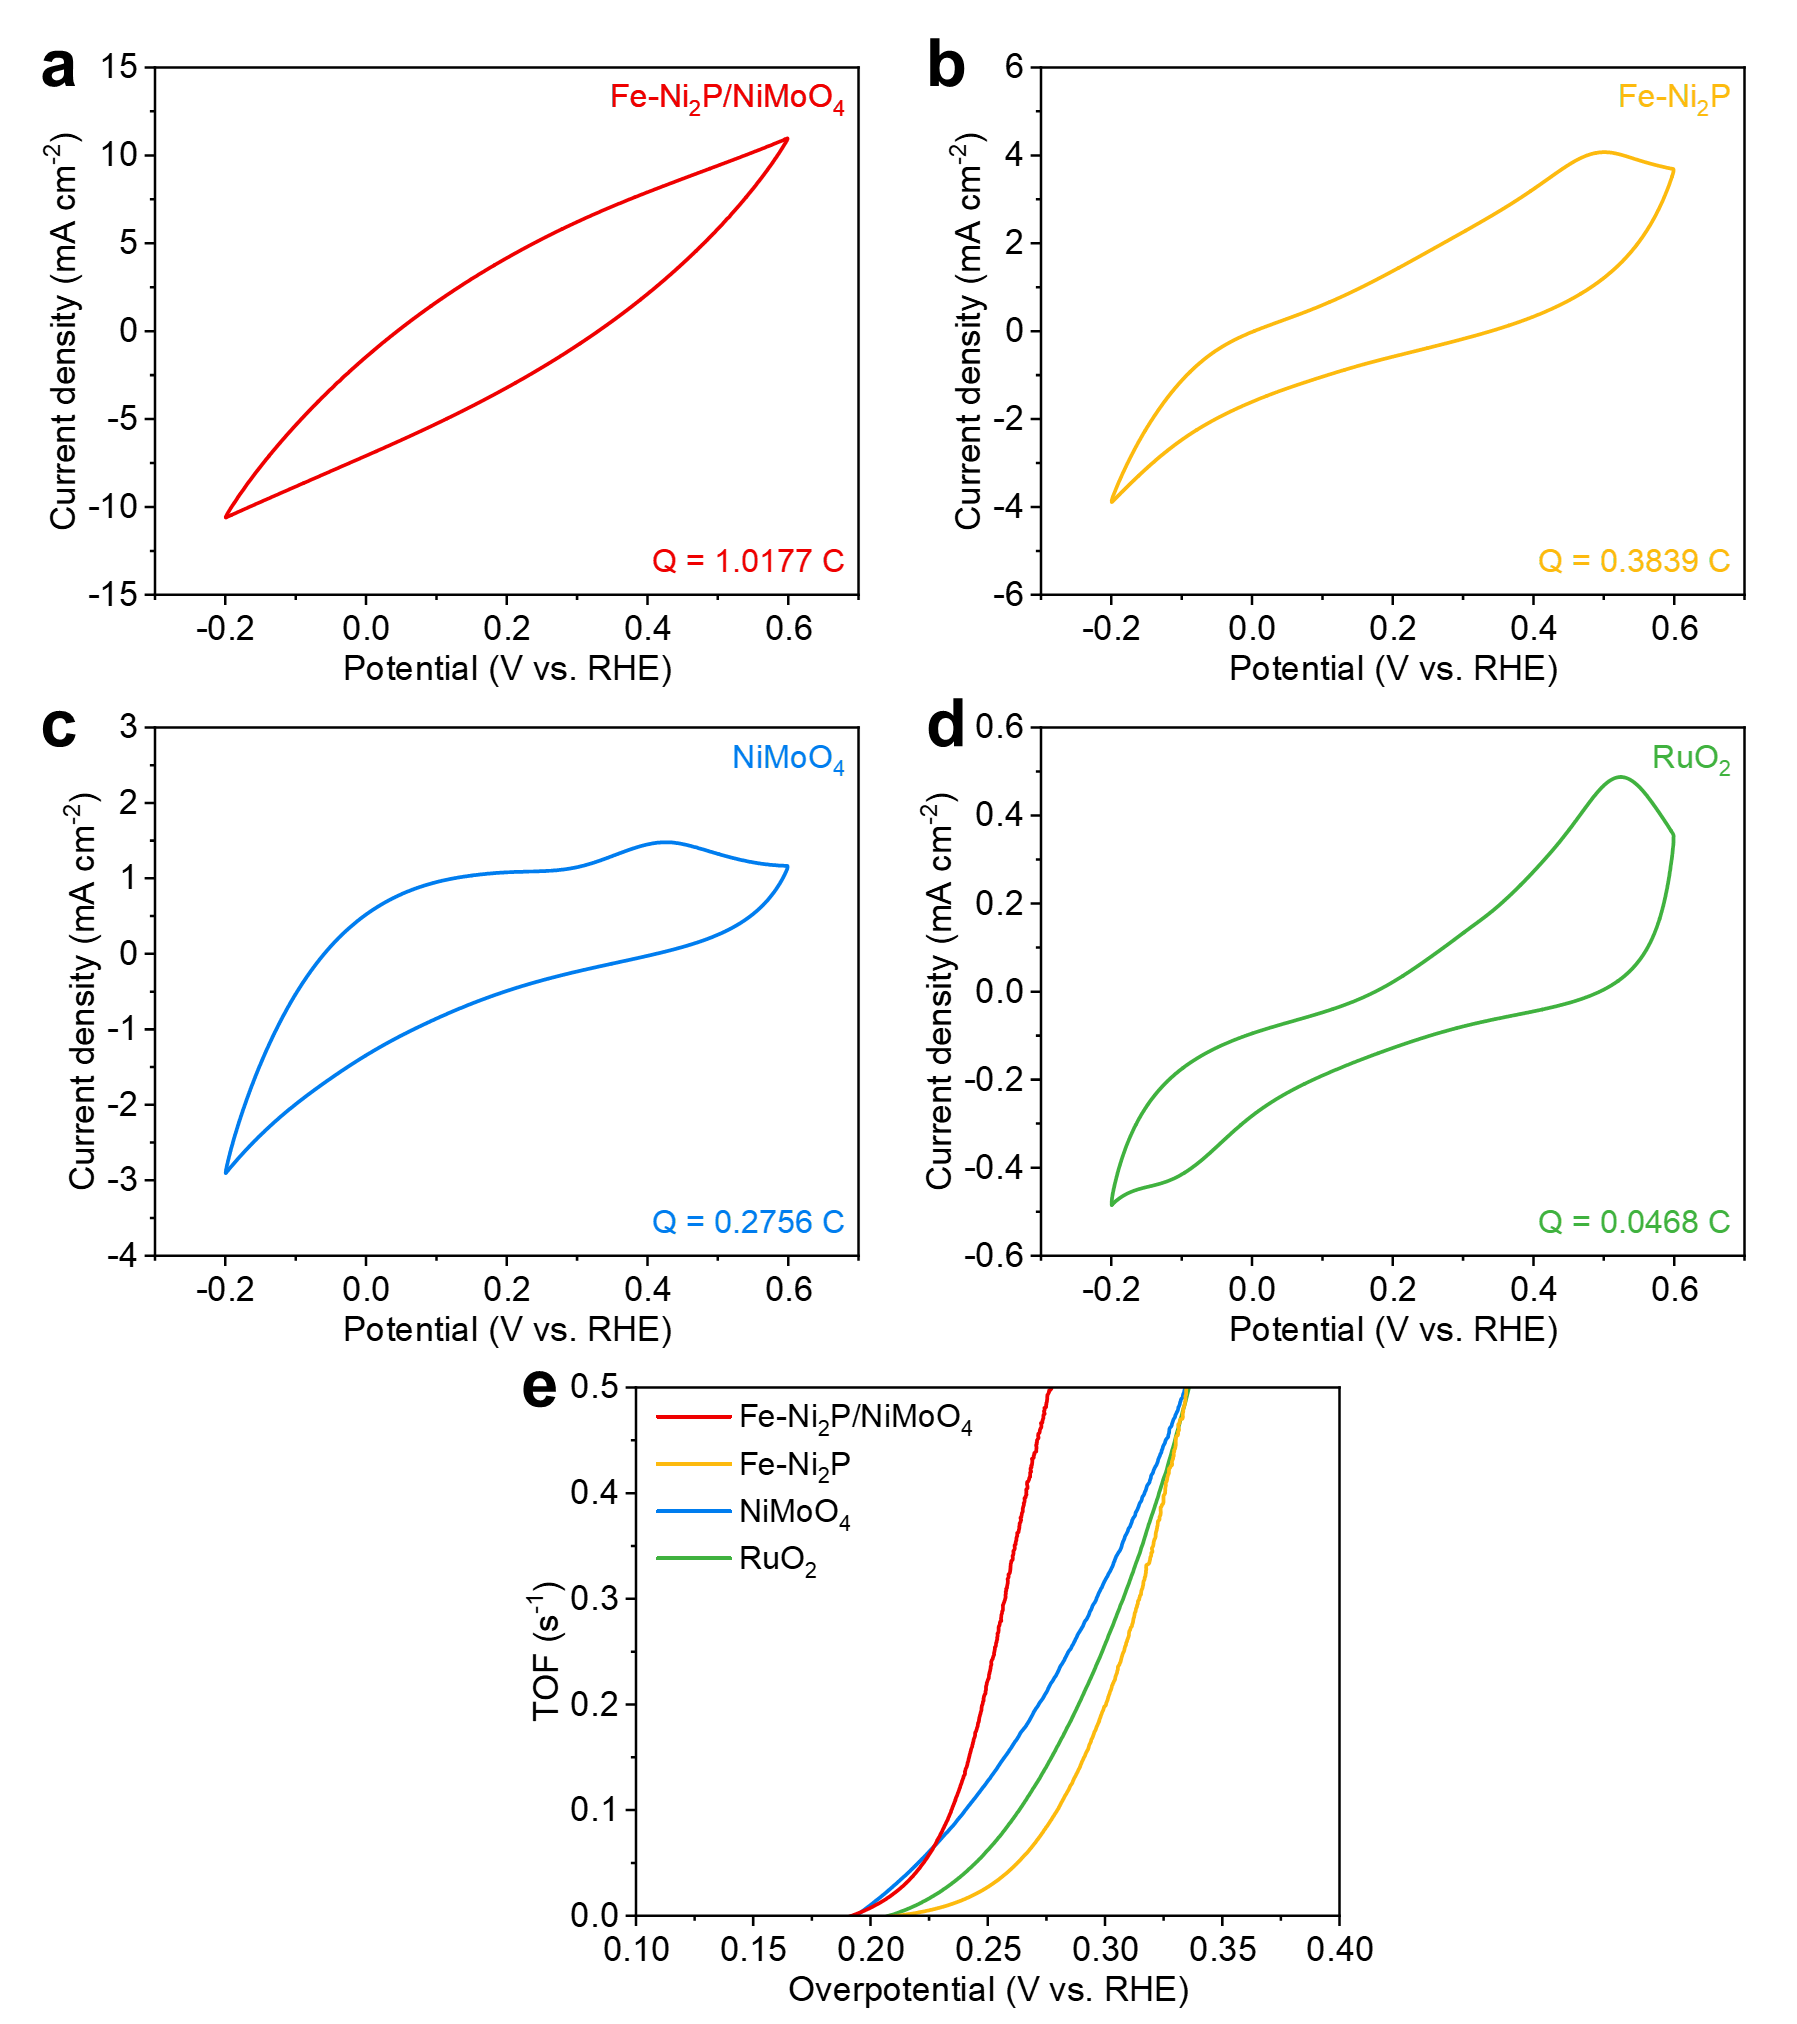 a
Fe-Ni2P/NiMoO4
15
10
5
0
-5
-10
-15
Current density (mA cm-2)
Q = 1.0177 C
-0.2 0.0 0.2 0.4 0.6
Potential (V vs. RHE)
b
Fe-Ni2P
6
4
2
0
-2
-4
-6
Current density (mA cm-2)
Q = 0.3839 C
-0.2 0.0 0.2 0.4 0.6
Potential (V vs. RHE)
c
NiMoO4
3
2
1
0
-1
-2
-3
-4
Current density (mA cm-2)
Q = 0.2756 C
-0.2 0.0 0.2 0.4 0.6
Potential (V vs. RHE)
d
RuO2
0.6
0.4
0.2
0.0
-0.2
-0.4
-0.6
Current density (mA cm-2)
Q = 0.0468 C
-0.2 0.0 0.2 0.4 0.6
Potential (V vs. RHE)
e
Fe-Ni2P/NiMoO4
Fe-Ni2P
NiMoO4
RuO2
0.5
0.4
0.3
0.2
0.1
0.0
TOF (s-1)
0.10 0.15 0.20 0.25 0.30 0.35 0.40
Overpotential (V vs. RHE)